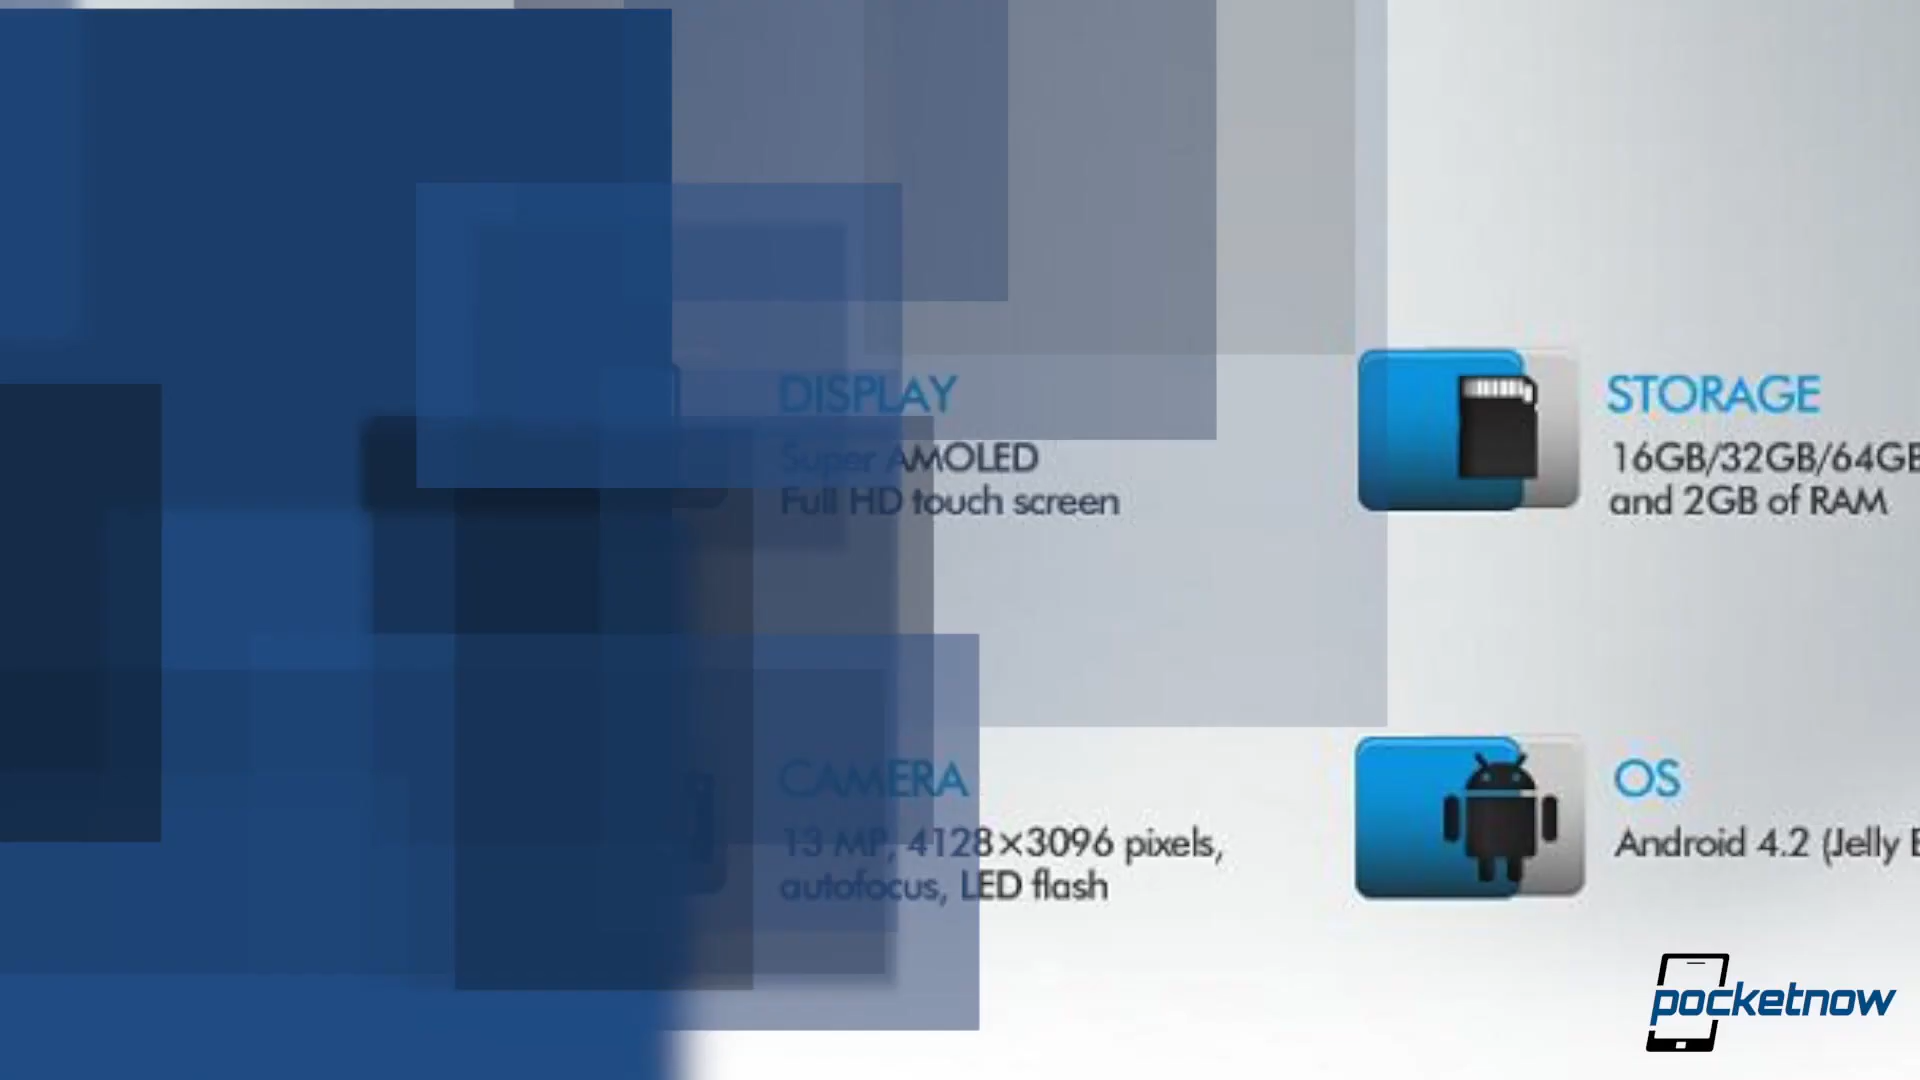 DISPLAY
Super AMOLED
Full HD touch screen
STORAGE
16GB/32GB/64GB
and 2GB of RAM
CAMERA
13 MP, 4128×3096 pixels,
autofocus, LED flash
OS
Android 4.2 (Jelly
pocketnow